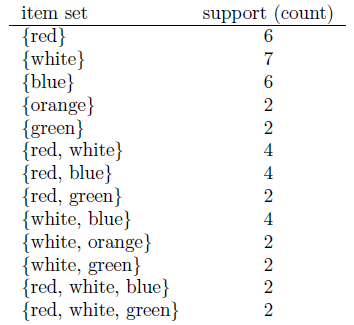 item set support (count)
{red} 6
{white} 7
{blue} 6
{orange} 2
{green} 2
{red, white} 4
{red, blue} 4
{red, green} 2
{white, blue} 4
{white, orange} 2
{white, green} 2
{red, white, blue} 2
{red, white, green} 2